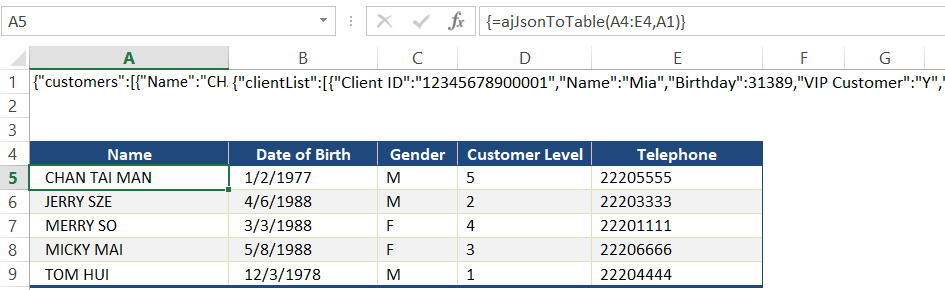 A5 fx {=ajJsonToTable(A4:E4,A1)}
A B C D E F G
1 {"customers":[{"Name":"CH. {"clientList":[{"Client ID":"12345678900001","Name":"Mia","Birthday":31389,"VIP Customer":"Y","
2
3
4 Name Date of Birth Gender Customer Level Telephone
5 CHAN TAI MAN 1/2/1977 M 5 22205555
6 JERRY SZE 4/6/1988 M 2 22203333
7 MERRY SO 3/3/1988 F 4 22201111
8 MICKY MAI 5/8/1988 F 3 22206666
9 TOM HUI 12/3/1978 M 1 22204444